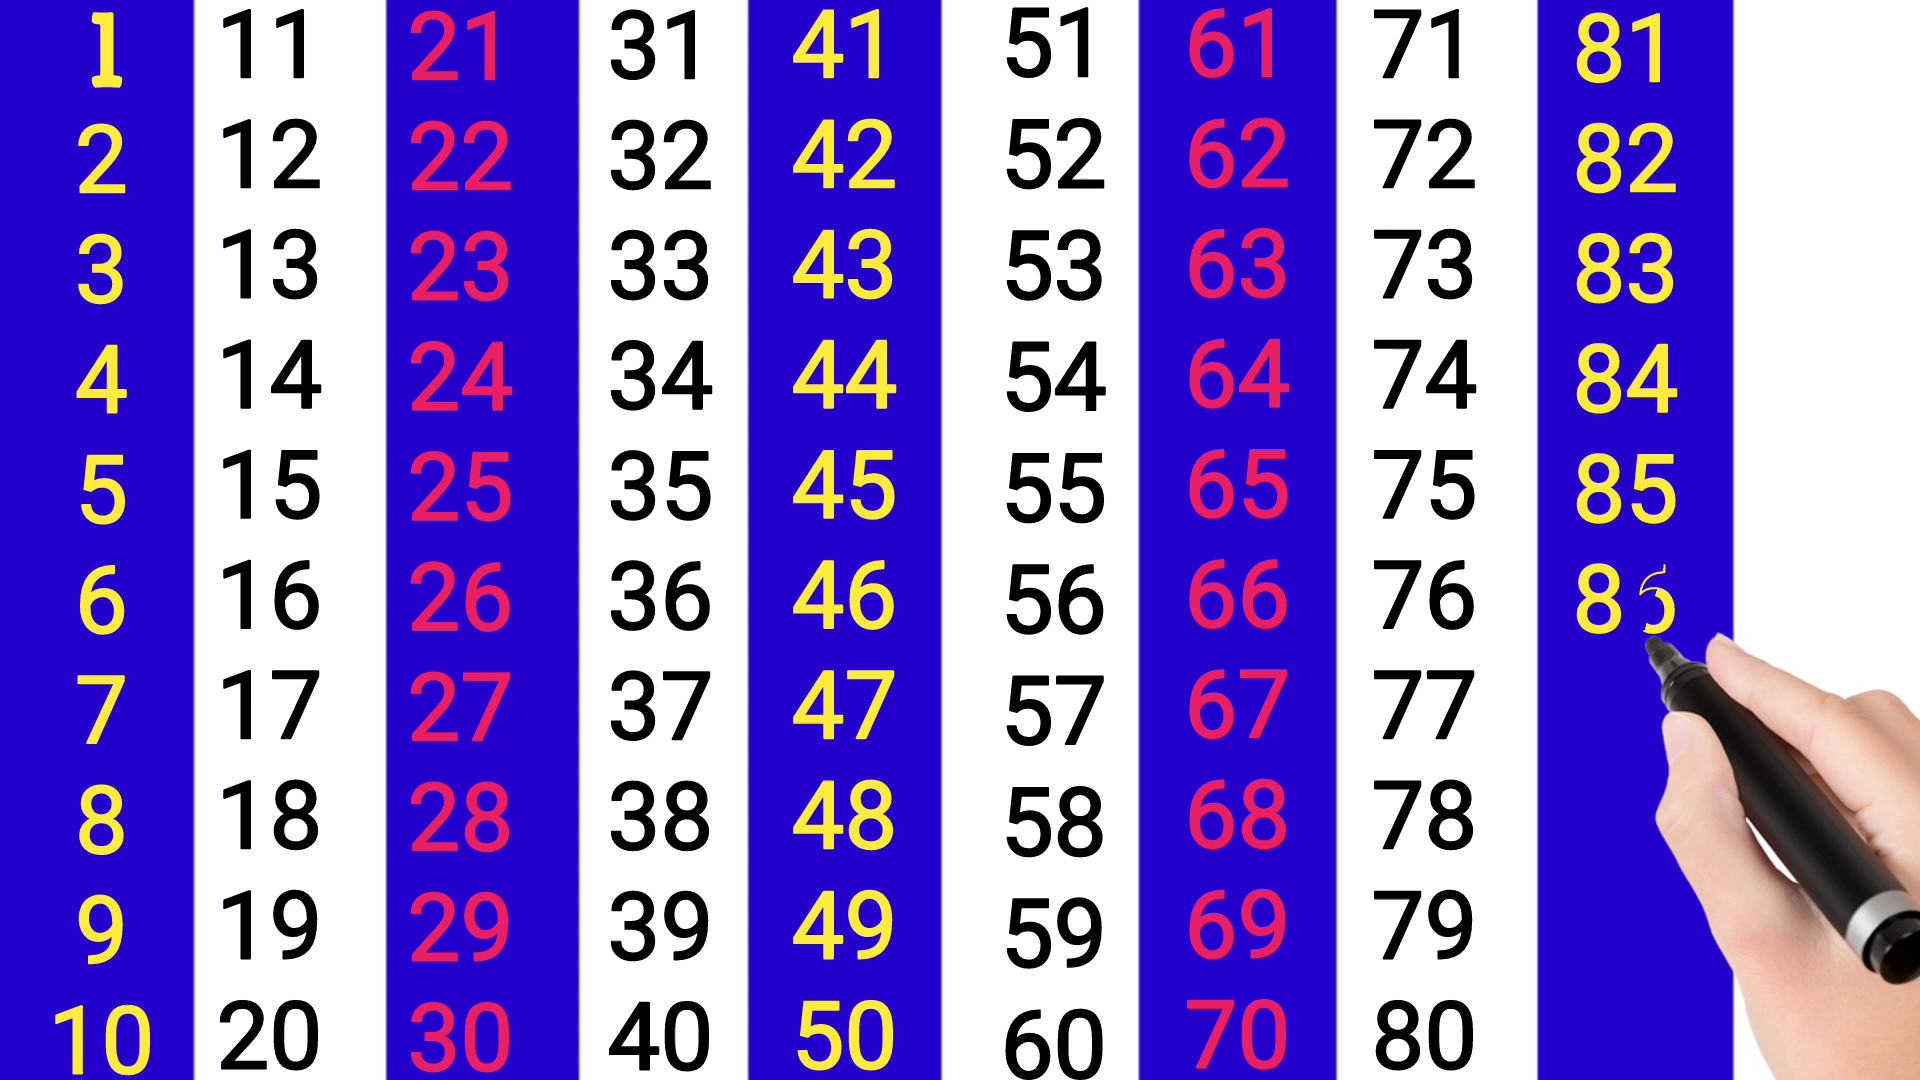 1 11 21 31 41 51 61 71 81
2 12 22 32 42 52 62 72 82
3 13 23 33 43 53 63 73 83
4 14 24 34 44 54 64 74 84
5 15 25 35 45 55 65 75 85
6 16 26 36 46 56 66 76 86
7 17 27 37 47 57 67 77
8 18 28 38 48 58 68 78
9 19 29 39 49 59 69 79
10 20 30 40 50 60 70 80